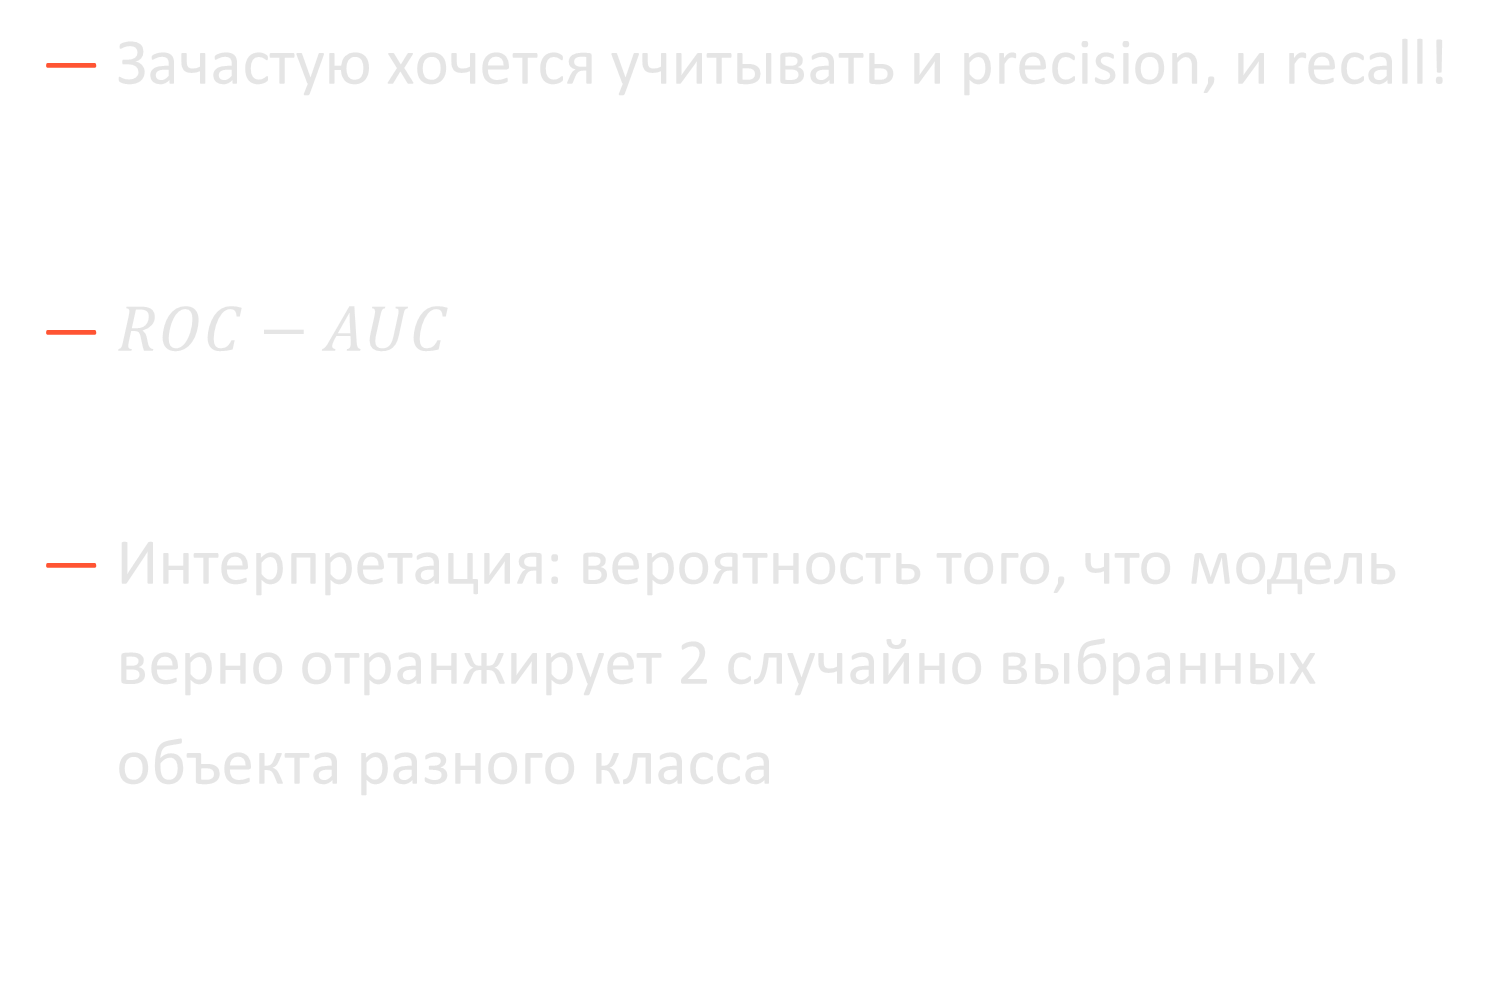 — Зачастую хочется учитывать и precision, и recall!
— ROC − AUC
— Интерпретация: вероятность того, что модель
верно отранжирует 2 случайно выбранных
объекта разного класса